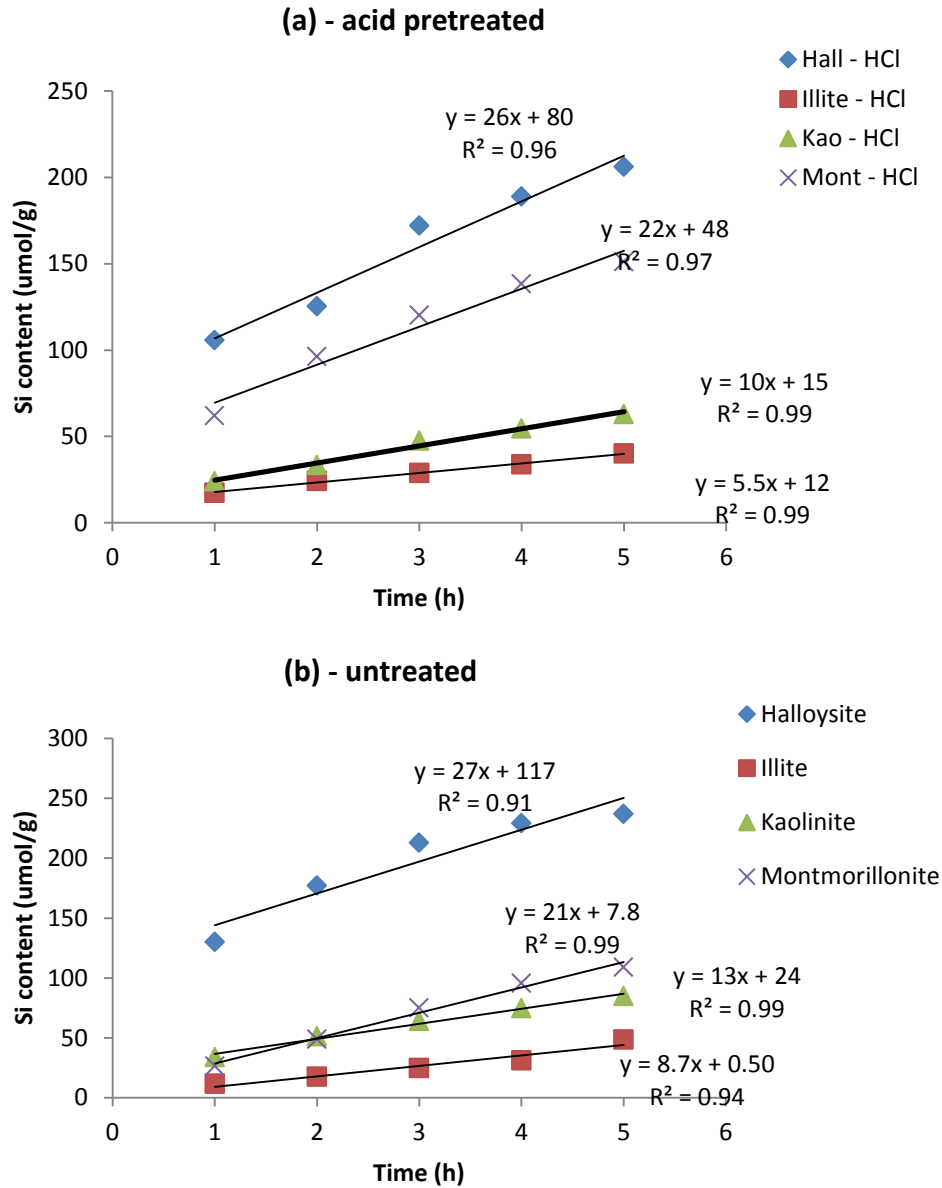 (a) - acid pretreated
Hall - HCl
Illite - HCl
Kao - HCl
Mont - HCl
Si content (umol/g)
250
200
150
100
50
0
y = 26x + 80
R² = 0.96
y = 22x + 48
R² = 0.97
y = 10x + 15
R² = 0.99
y = 5.5x + 12
R² = 0.99
0 1 2 3 4 5 6
Time (h)
(b) - untreated
Halloysite
Illite
Kaolinite
Montmorillonite
Si content (umol/g)
300
250
200
150
100
50
0
y = 27x + 117
R² = 0.91
y = 21x + 7.8
R² = 0.99
y = 13x + 24
R² = 0.99
y = 8.7x + 0.50
R² = 0.94
0 1 2 3 4 5 6
Time (h)